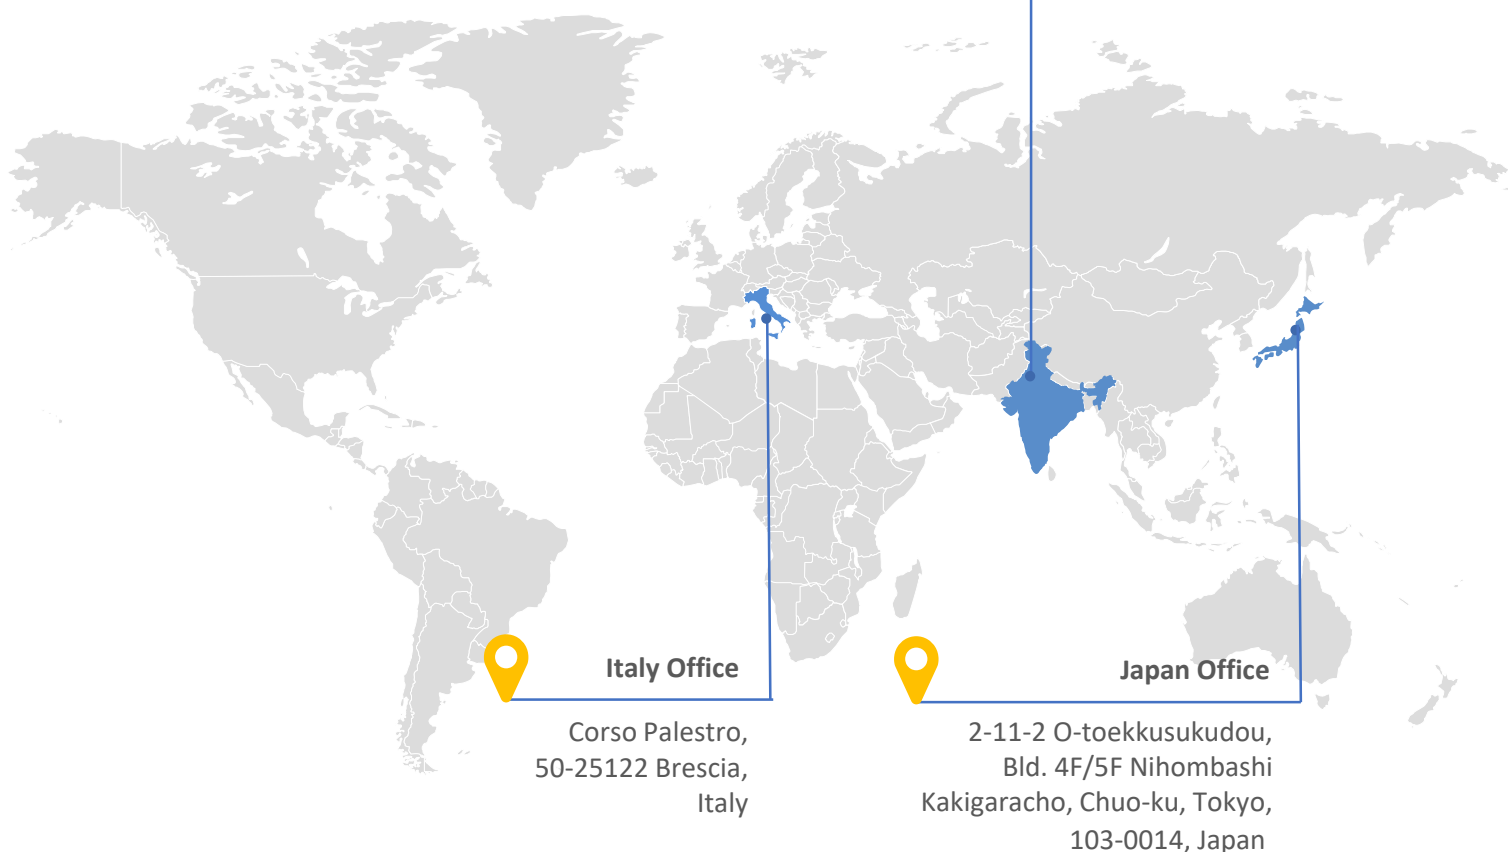 Italy Office
Corso Palestro,
50-25122 Brescia,
Italy
Japan Office
2-11-2 O-toekkusukudou,
Bld. 4F/5F Nihombashi
Kakigaracho, Chuo-ku, Tokyo,
103-0014, Japan